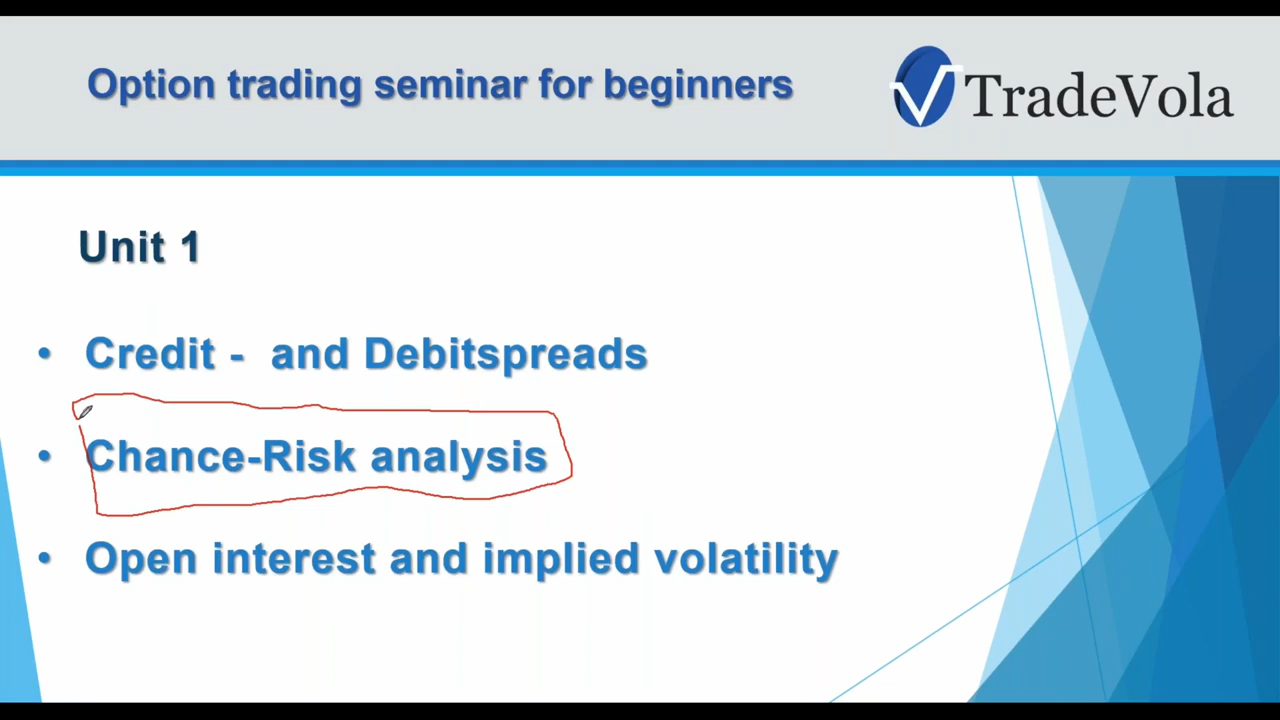 Option trading seminar for beginners
TradeVola
Unit 1
• Credit - and Debitspreads
• Chance-Risk analysis
• Open interest and implied volatility